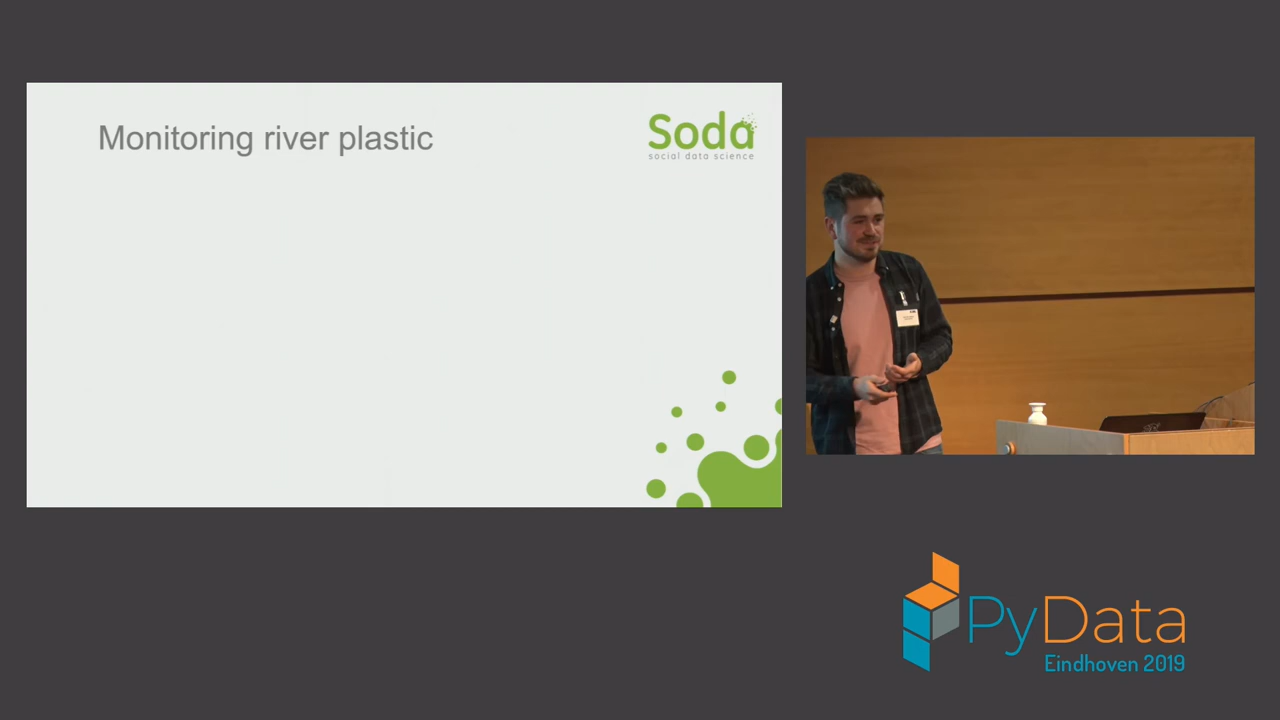 Monitoring river plastic
Soda
social data science
PyData
Eindhoven 2019